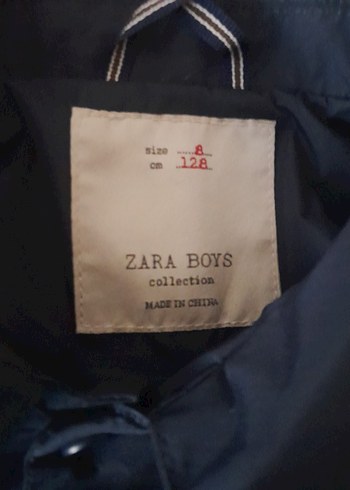 size 8
cm 128
ZARA BOYS
collection
MADE IN CHINA